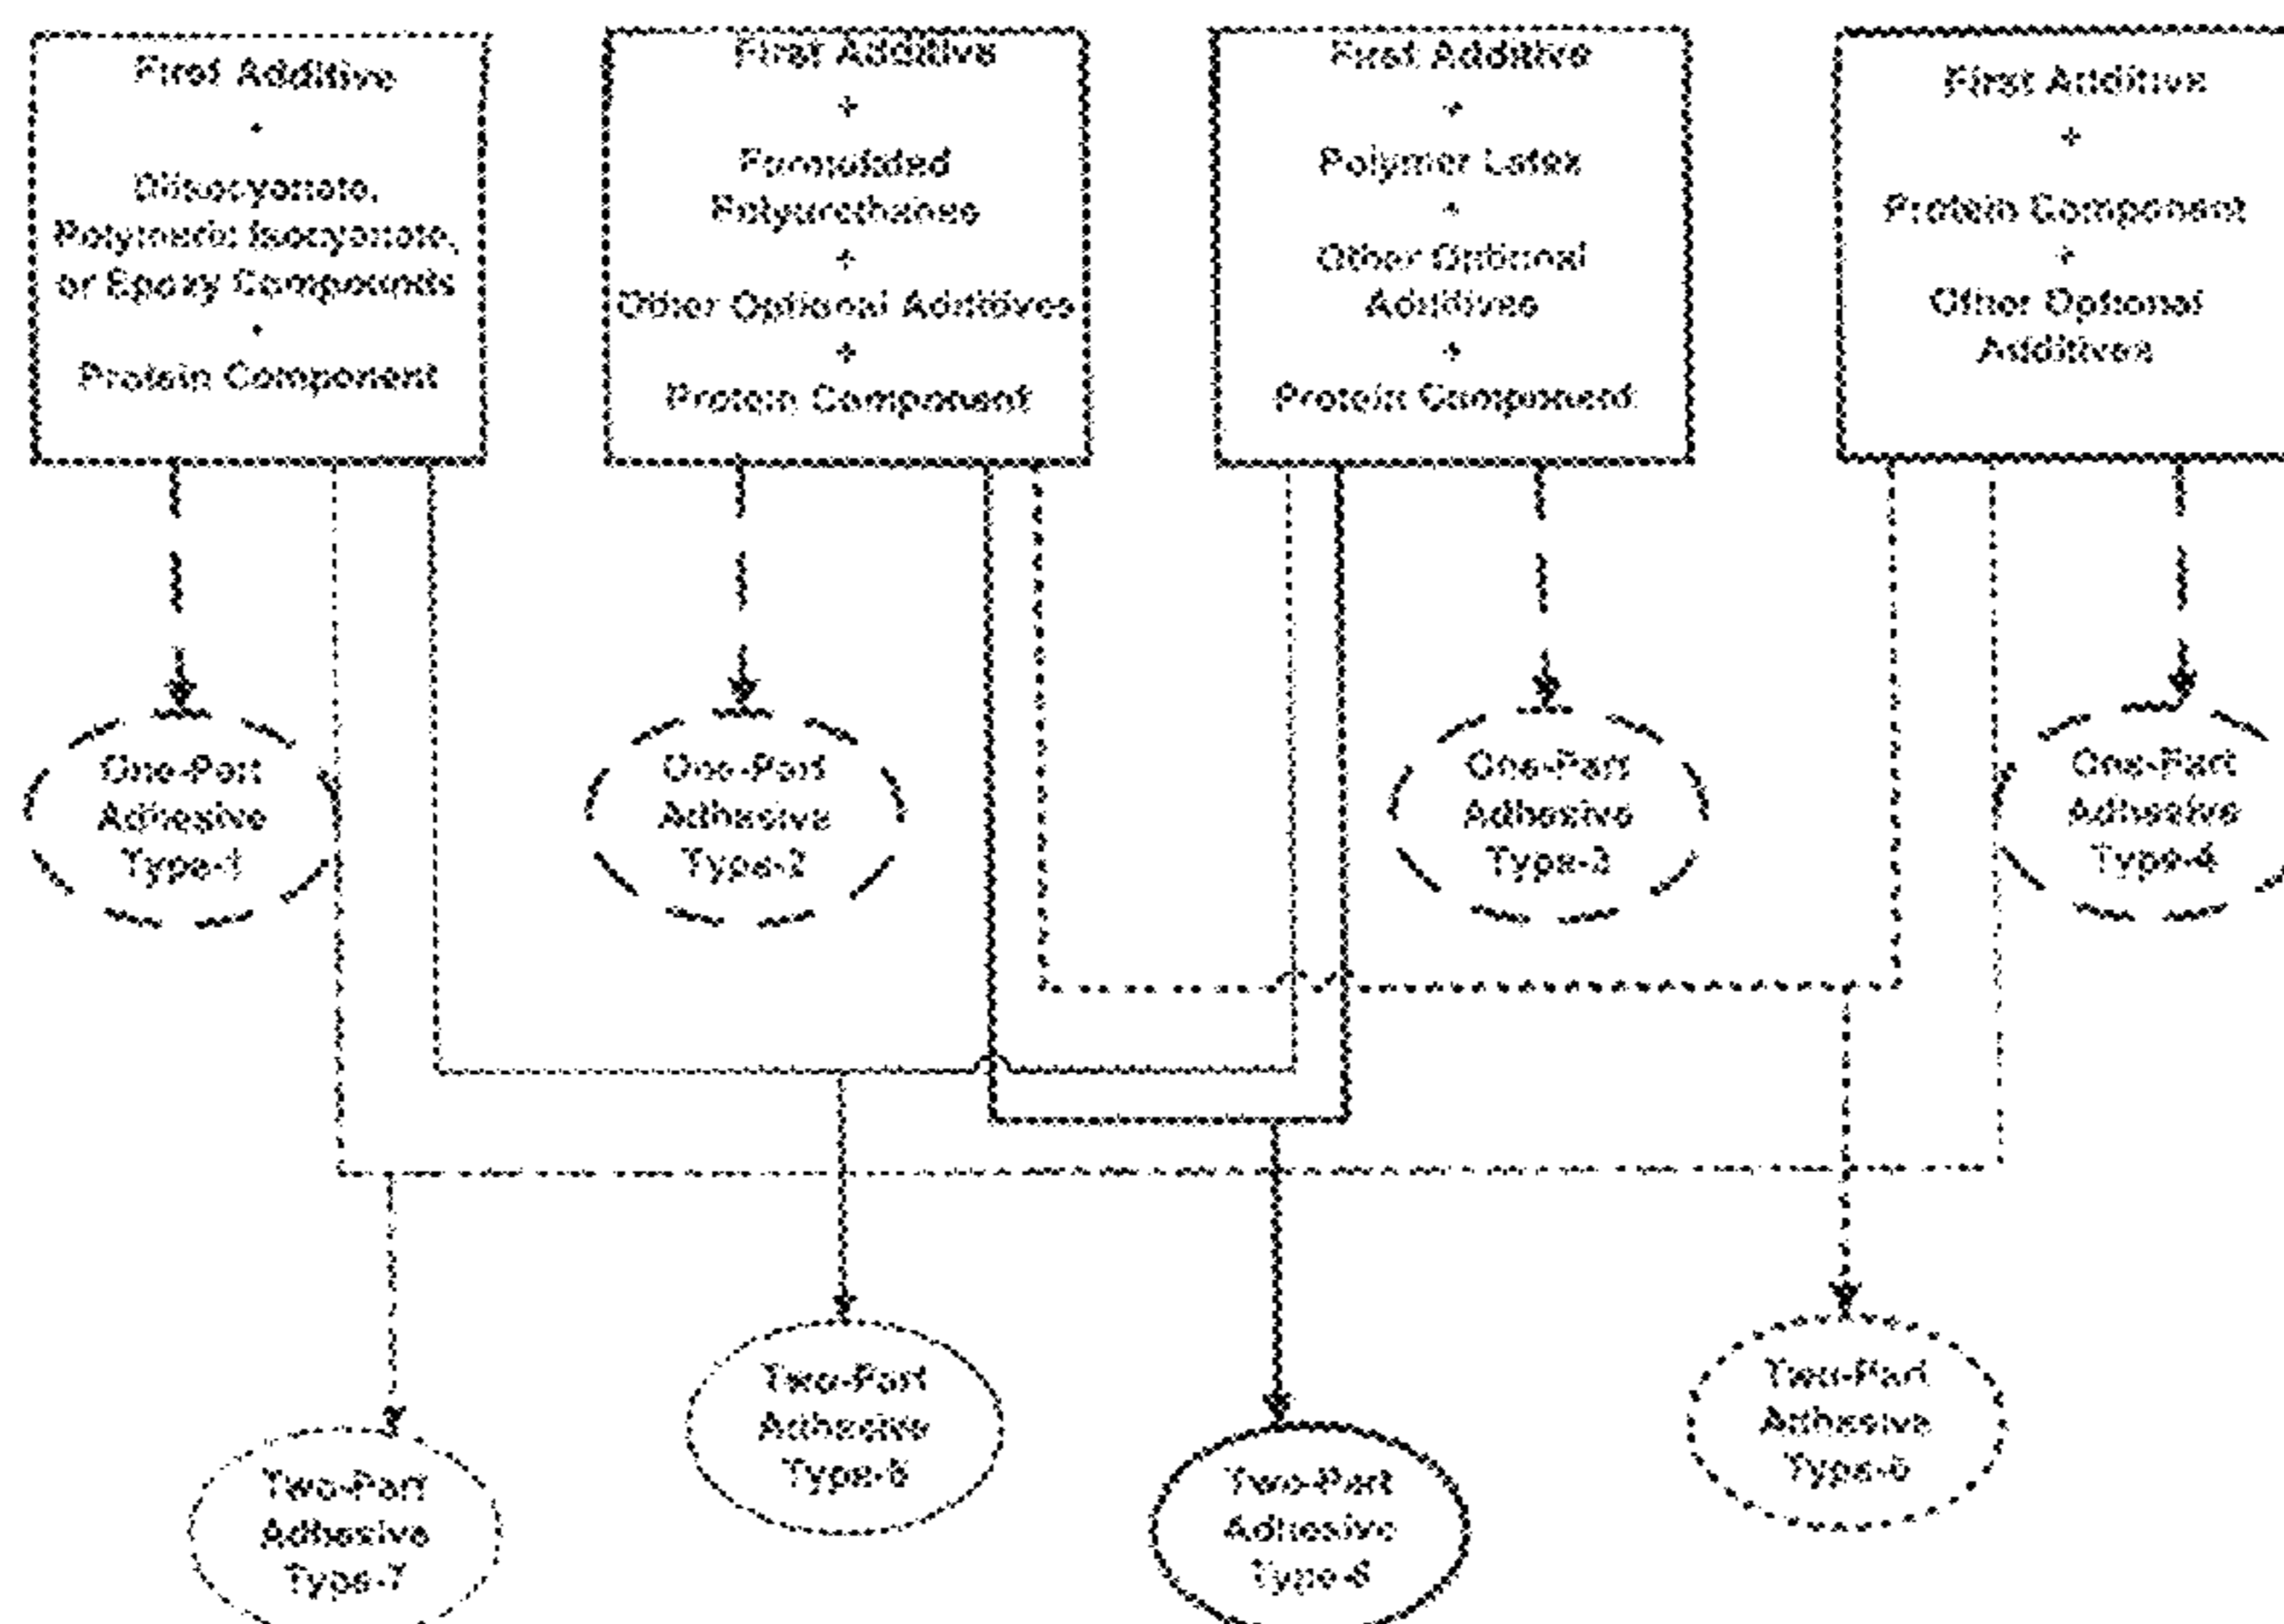 First Additive
+
Diisocyanate,
Polymeric Isocyanate,
or Epoxy Compounds
+
Protein Component
First Additive
+
Formulated
Polyurethanes
+
Other Optional Additives
+
Protein Component
First Additive
+
Polymer Latex
+
Other Optional
Additives
+
Protein Component
First Additive
+
Protein Component
+
Other Optional
Additives
One-Part
Adhesive
Type-1
One-Part
Adhesive
Type-2
One-Part
Adhesive
Type-3
One-Part
Adhesive
Type-4
Two-Part
Adhesive
Two-Part
Adhesive
Two-Part
Adhesive
Type-7
Two-Part
Adhesive
Type-8